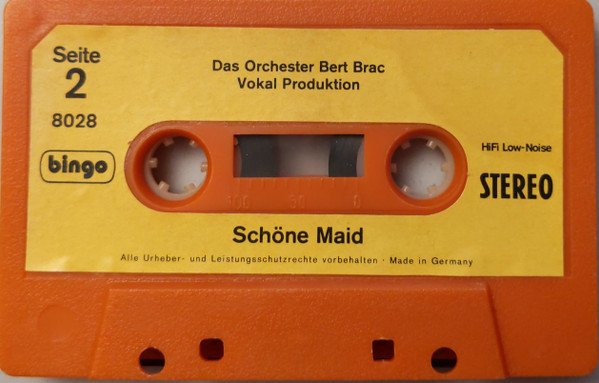 Seite
2
8028
bingo
Das Orchester Bert Brac
Vokal Produktion
HiFi Low-Noise
STEREO
100 50 0
Schöne Maid
Alle Urheber- und Leistungsschutzrechte vorbehalten · Made in Germany